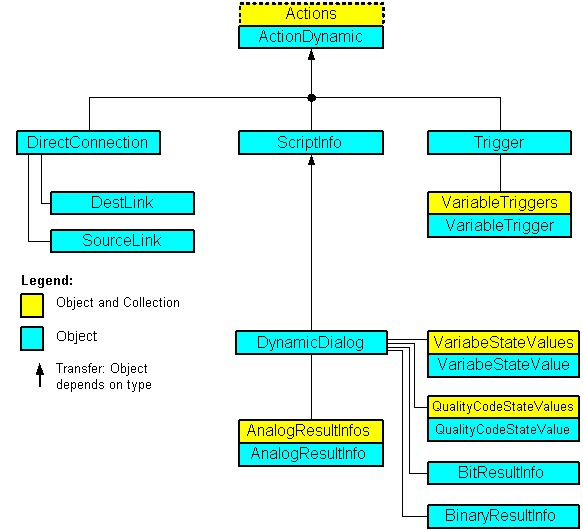 Actions
ActionDynamic
DirectConnection
ScriptInfo
Trigger
DestLink
SourceLink
VariableTriggers
VariableTrigger
Legend:
Object and Collection
Object
Transfer: Object
depends on type
DynamicDialog
VariabeStateValues
VariabeStateValue
QualityCodeStateValues
QualityCodeStateValue
AnalogResultInfos
AnalogResultInfo
BitResultInfo
BinaryResultInfo